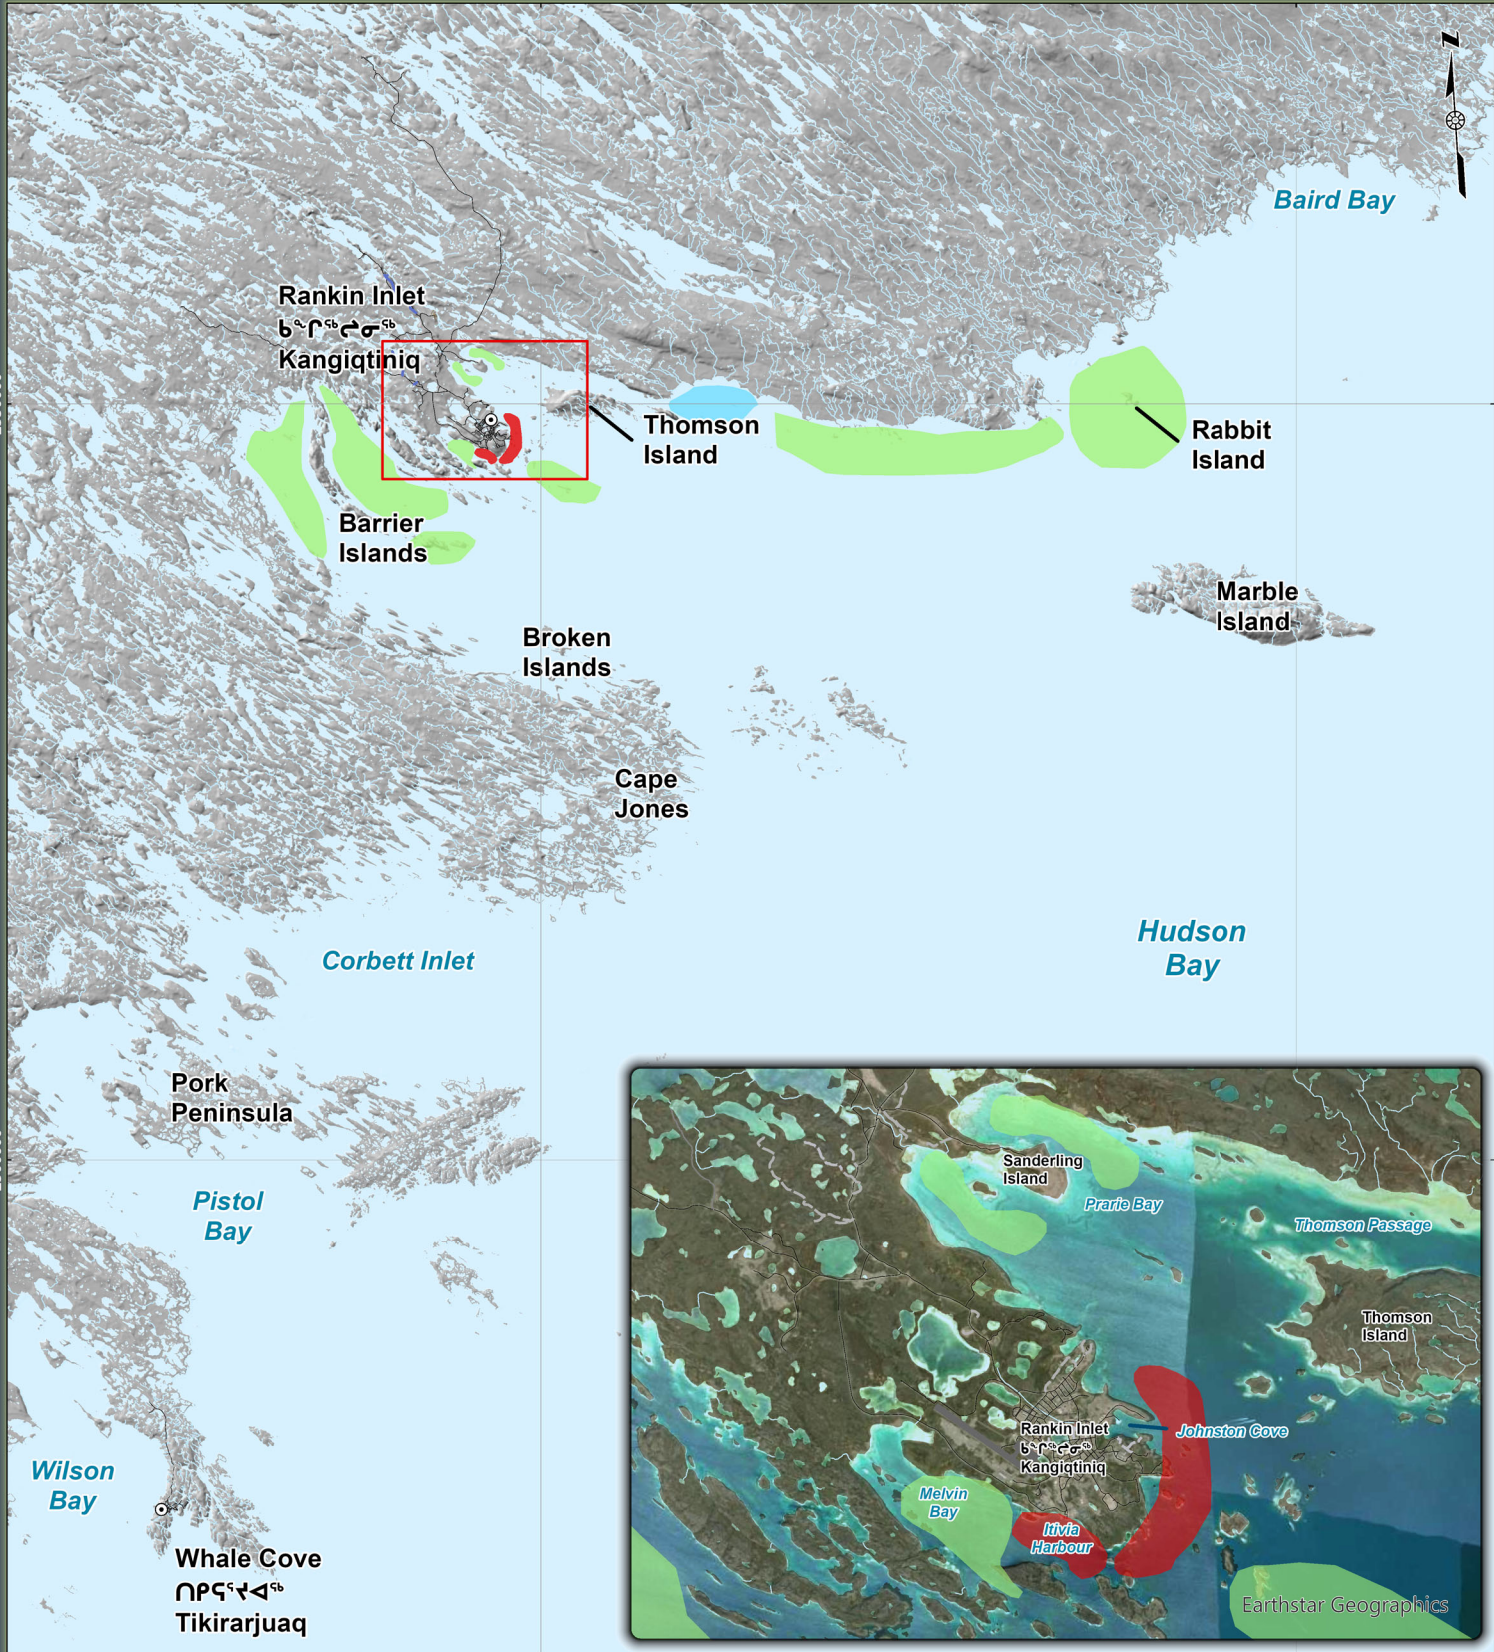 N
Baird Bay
Rankin Inlet
ᑲᖏᖅᖠᓂᖅ
Kangiqtiniq
Thomson
Island
Rabbit
Island
Barrier
Islands
Marble
Island
Broken
Islands
Cape
Jones
Hudson
Bay
Corbett Inlet
Pork
Peninsula
Pistol
Bay
Wilson
Bay
Whale Cove
ᑎᑭᕋᕐᔪᐊᖅ
Tikirarjuaq
Sanderling
Island
Prarie Bay
Thomson Passage
Thomson
Island
Rankin Inlet
Kangiqtiniq
Johnston Cove
Melvin
Bay
Itivia
Harbour
Earthstar Geographics